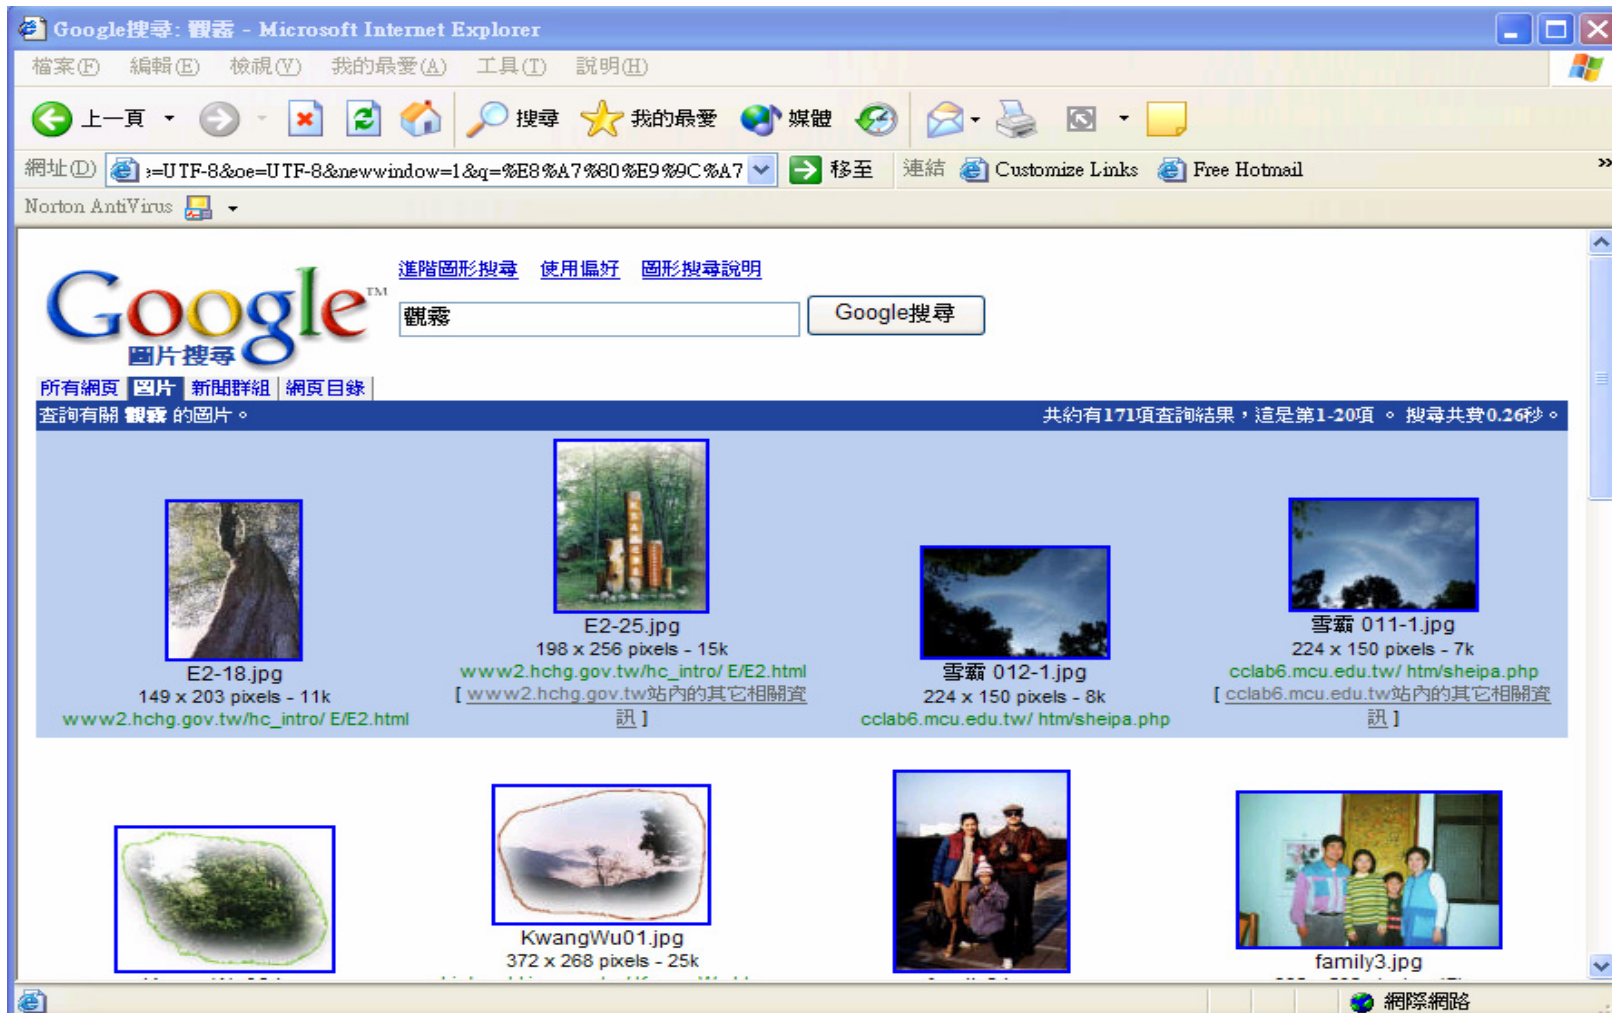 Google搜尋: 觀霧 - Microsoft Internet Explorer
檔案(F) 編輯(E) 檢視(V) 我的最愛(A) 工具(T) 說明(H)
上一頁 搜尋 我的最愛 媒體
網址(D) =UTF-8&oe=UTF-8&newwindow=1&q=%E8%A7%80%E9%9C%A7 移至 連結 Customize Links Free Hotmail »
Norton AntiVirus
進階圖形搜尋 使用偏好 圖形搜尋說明
Google™
觀霧 Google搜尋
圖片搜尋
所有網頁 圖片 新聞群組 網頁目錄
查詢有關 觀霧 的圖片。 共約有171項查詢結果，這是第1-20項 。 搜尋共費0.26秒。
E2-18.jpg
149 x 203 pixels - 11k
www2.hchg.gov.tw/hc_intro/ E/E2.html
E2-25.jpg
198 x 256 pixels - 15k
www2.hchg.gov.tw/hc_intro/ E/E2.html
[ www2.hchg.gov.tw站內的其它相關資
訊 ]
雪霸 012-1.jpg
224 x 150 pixels - 8k
cclab6.mcu.edu.tw/ htm/sheipa.php
雪霸 011-1.jpg
224 x 150 pixels - 7k
cclab6.mcu.edu.tw/ htm/sheipa.php
[ cclab6.mcu.edu.tw站內的其它相關資
訊 ]
KwangWu01.jpg
372 x 268 pixels - 25k
family3.jpg
網際網路